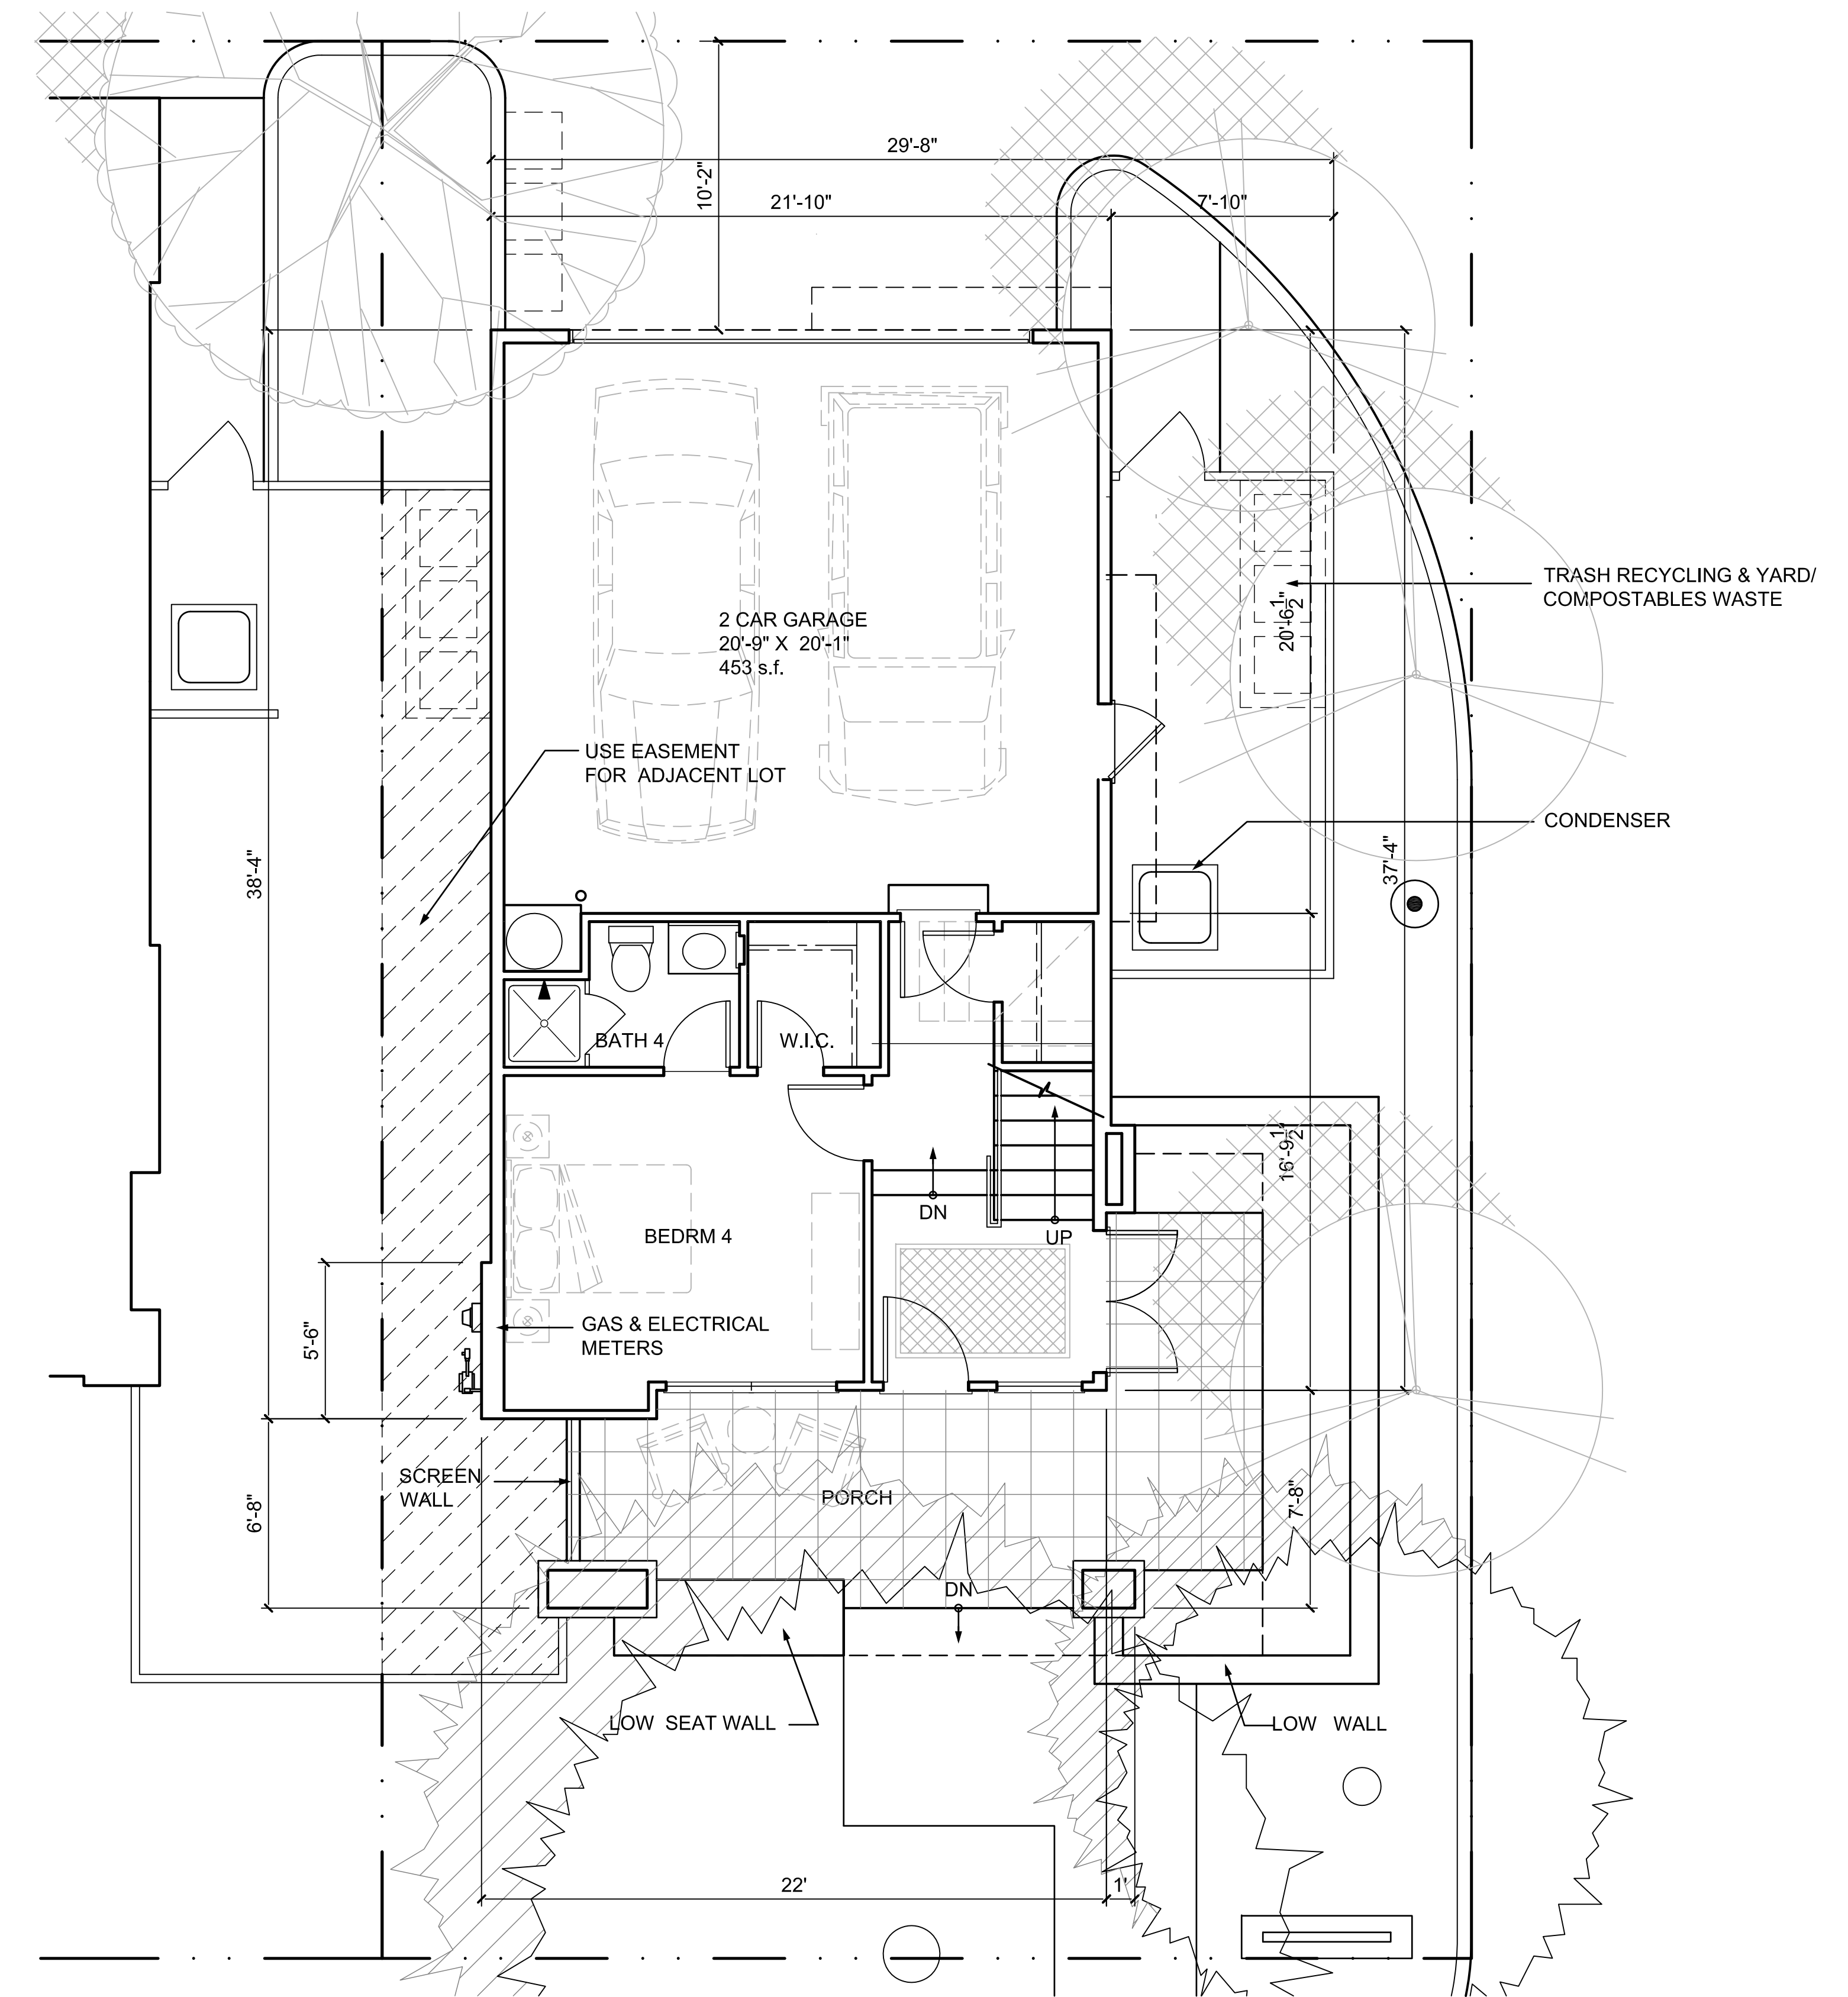 29'-8"
10'-2"
21'-10"
7'-10"
TRASH RECYCLING & YARD/
COMPOSTABLES WASTE
20'-6 1/2"
2 CAR GARAGE
20'-9" X 20'-1"
453 s.f.
USE EASEMENT
FOR ADJACENT LOT
CONDENSER
38'-4"
37'-4"
BATH 4
W.I.C.
16'-9 1/2"
DN
UP
BEDRM 4
GAS & ELECTRICAL
METERS
5'-6"
SCREEN
WALL
PORCH
6'-8"
7'-8"
DN
LOW SEAT WALL
LOW WALL
22'
1'